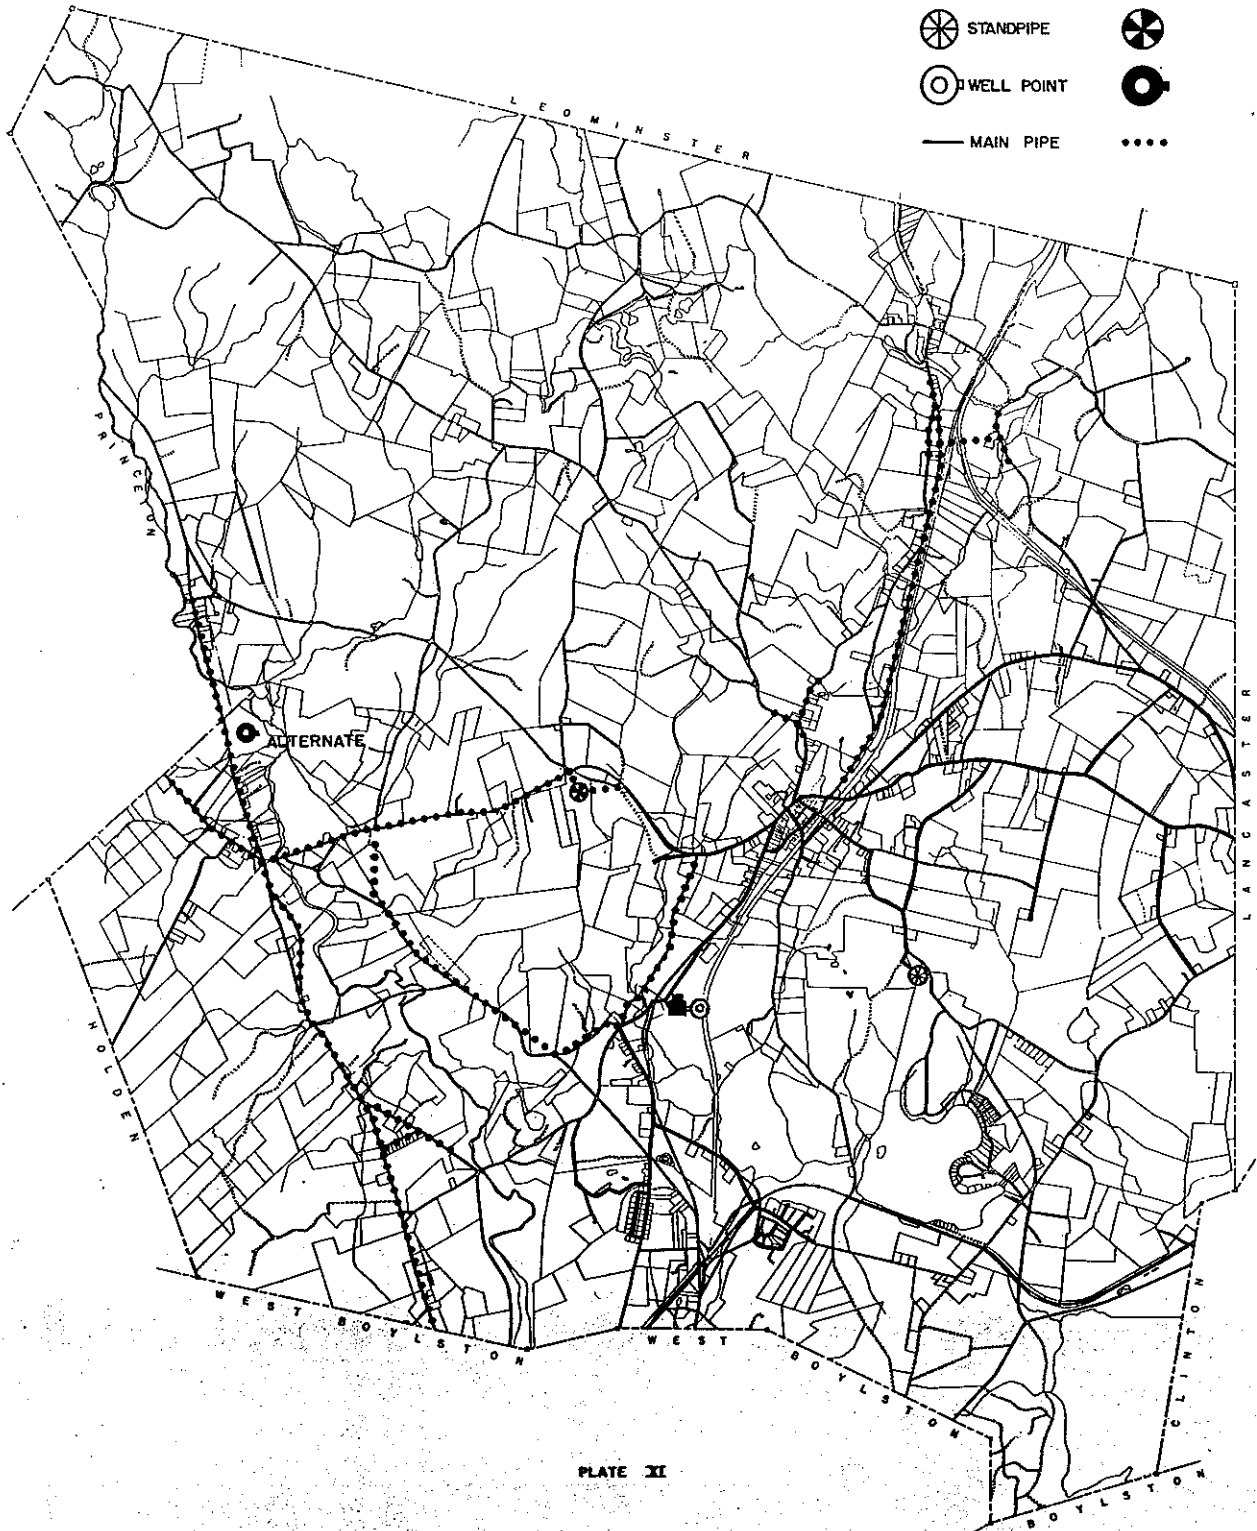 STANDPIPE
WELL POINT
MAIN PIPE
LEOMINSTER
PRINCETON
ALTERNATE
LANCASTER
HOLDEN
WEST BOYLSTON
WEST BOYLSTON
CLINTON
BOYLSTON
PLATE XI